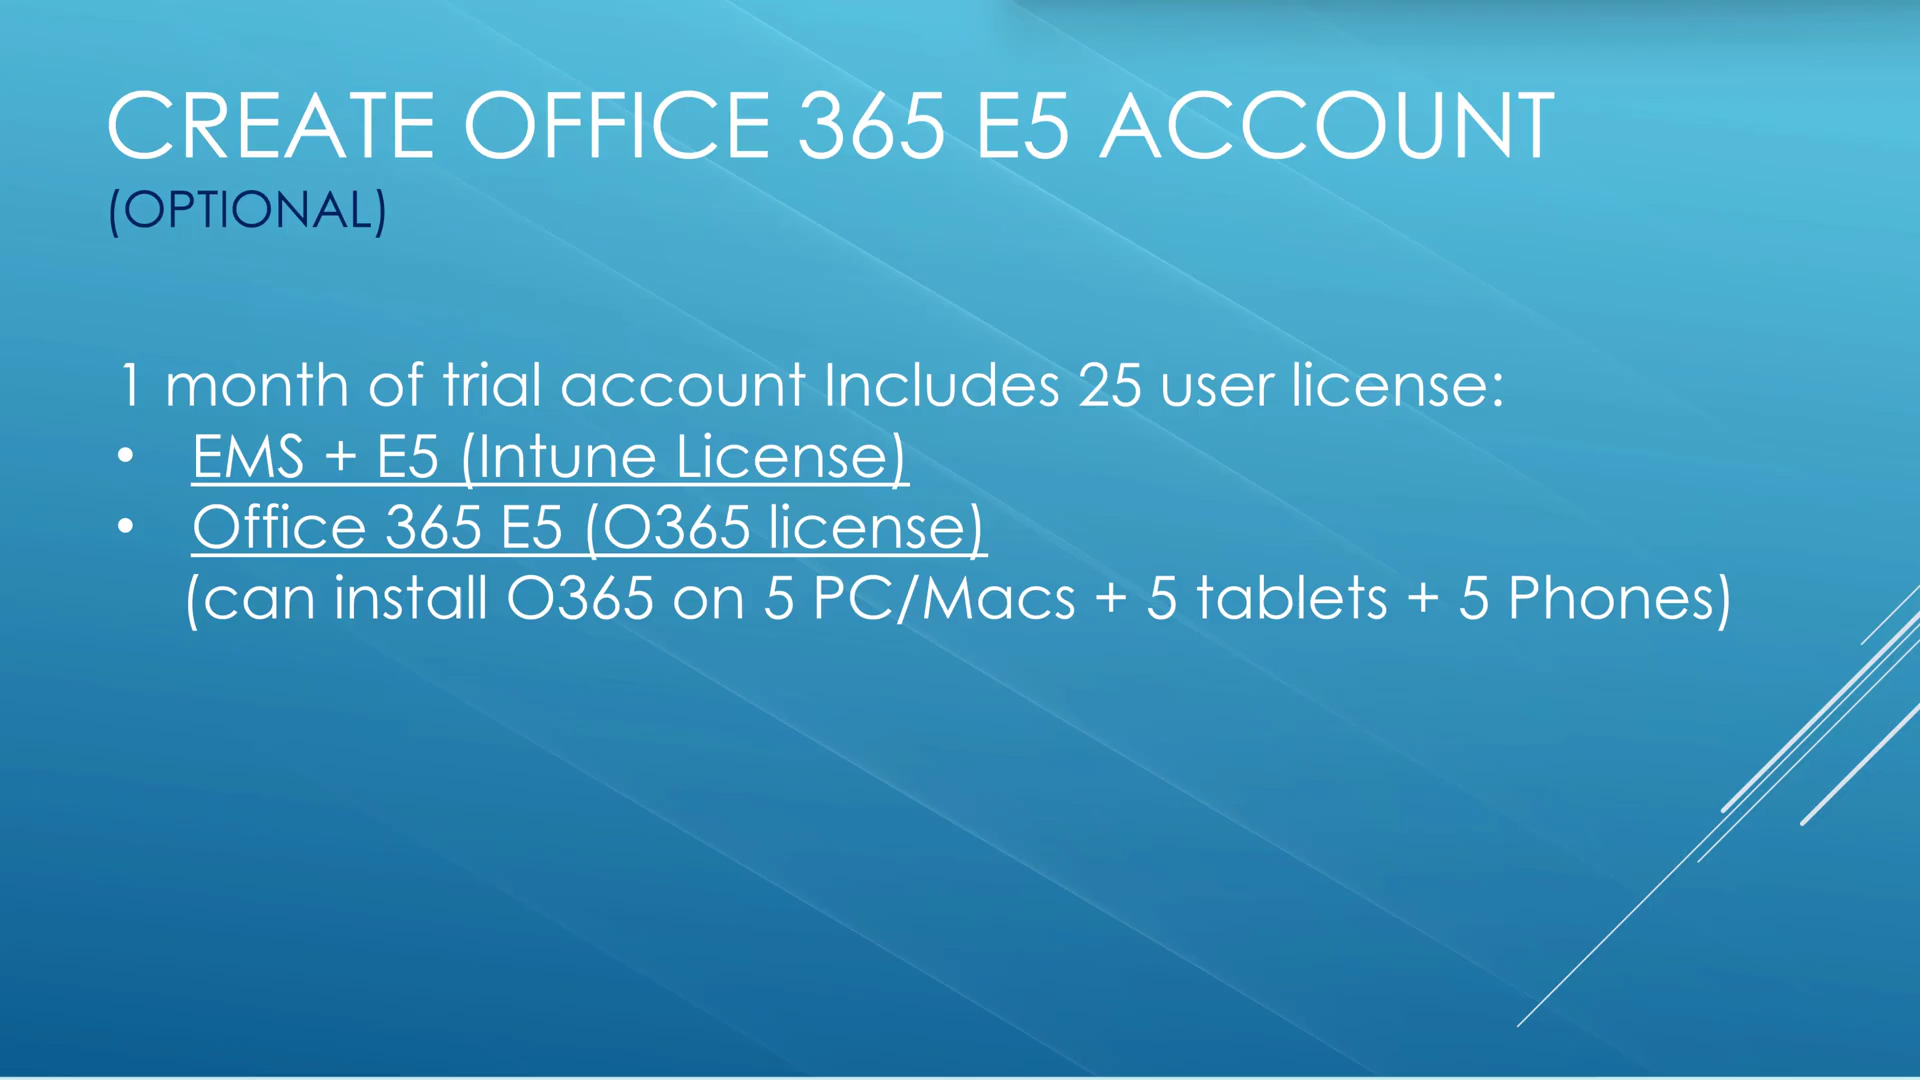 CREATE OFFICE 365 E5 ACCOUNT
(OPTIONAL)
1 month of trial account Includes 25 user license:
• EMS + E5 (Intune License)
• Office 365 E5 (O365 license)
(can install O365 on 5 PC/Macs + 5 tablets + 5 Phones)